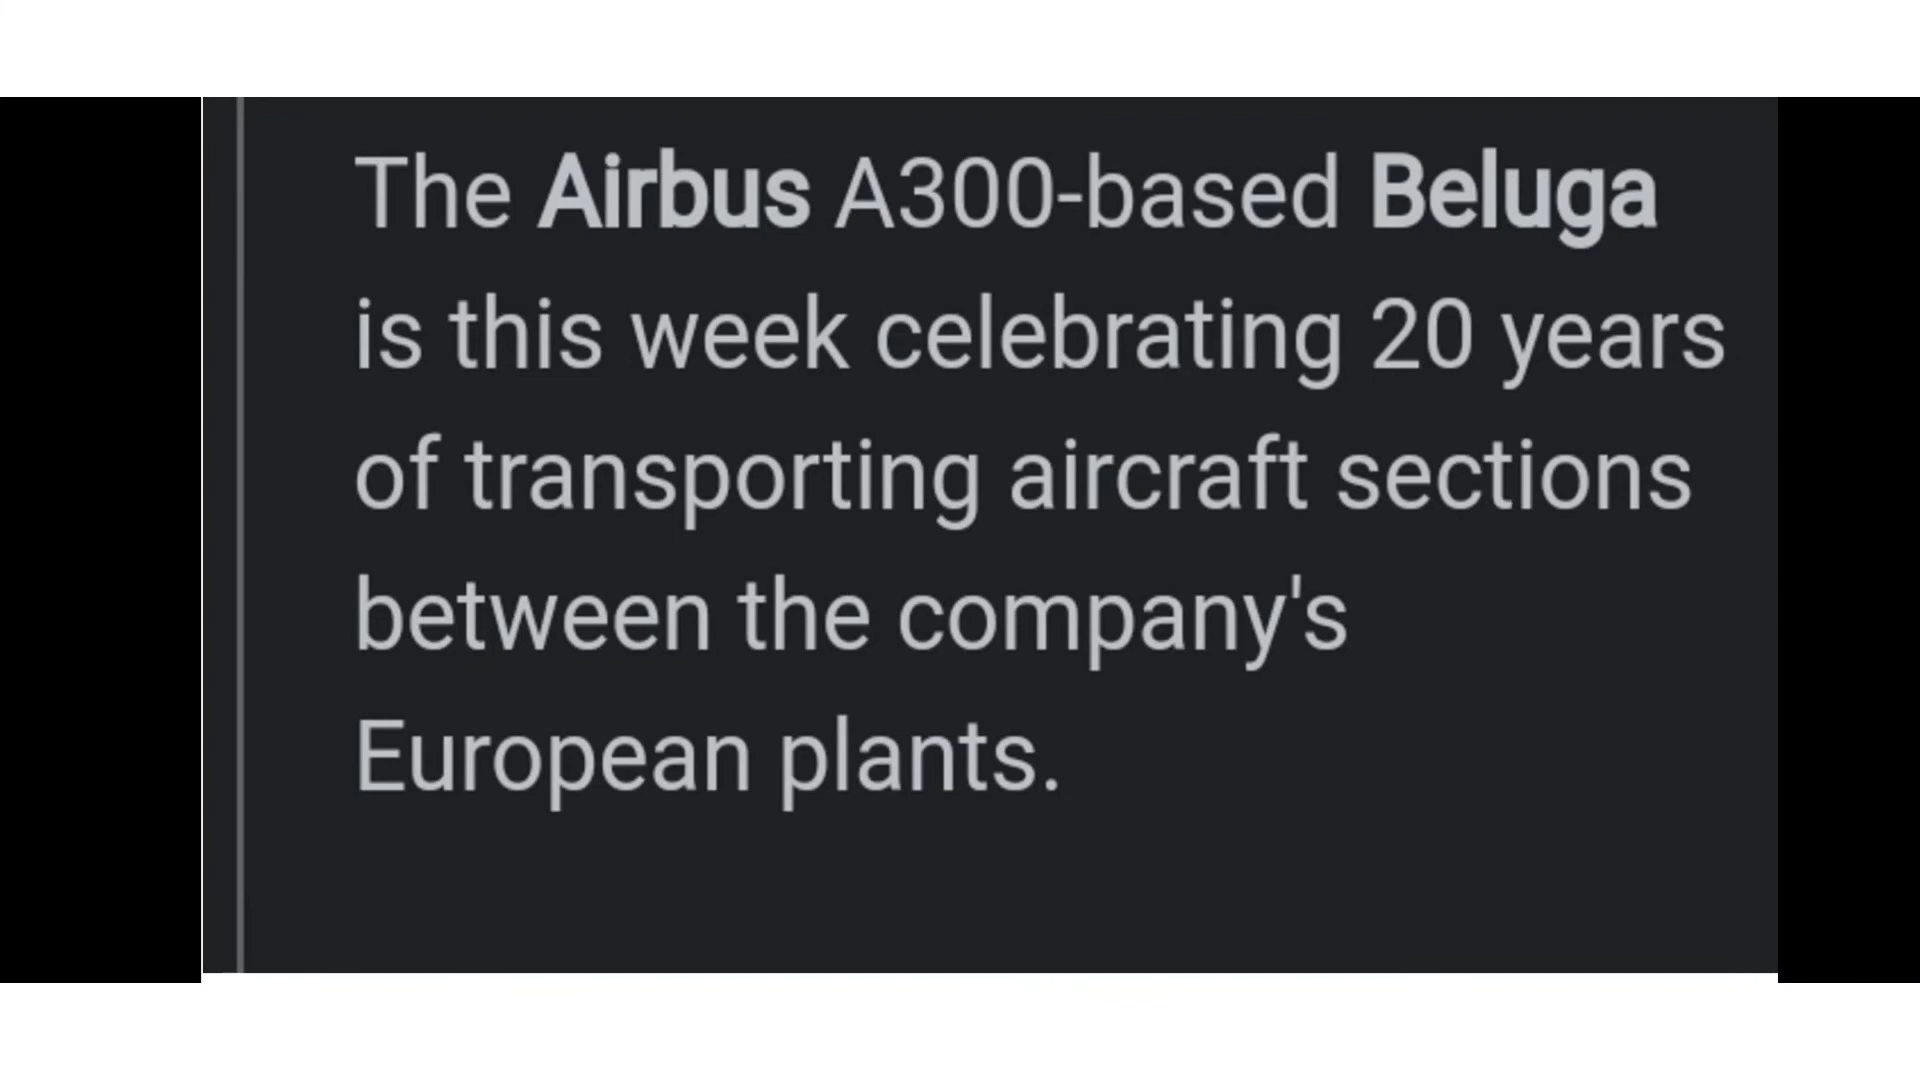 The Airbus A300-based Beluga
is this week celebrating 20 years
of transporting aircraft sections
between the company's
European plants.